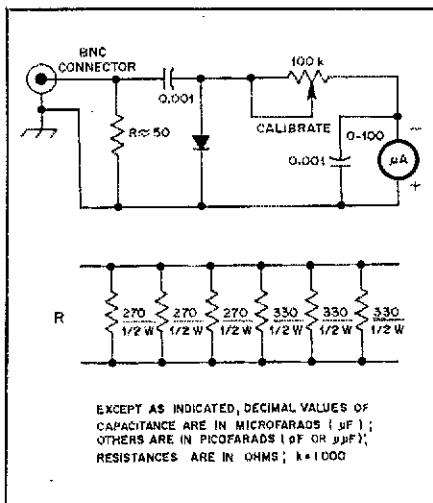 BNC
CONNECTOR
0.001
100 k
R≈50
CALIBRATE
0-100
0.001
μA
−
+
R
270
1/2 W
270
1/2 W
270
1/2 W
330
1/2 W
330
1/2 W
330
1/2 W
EXCEPT AS INDICATED, DECIMAL VALUES OF
CAPACITANCE ARE IN MICROFARADS ( μF ) ;
OTHERS ARE IN PICOFARADS ( pF OR μμF);
RESISTANCES ARE IN OHMS ; k=1000